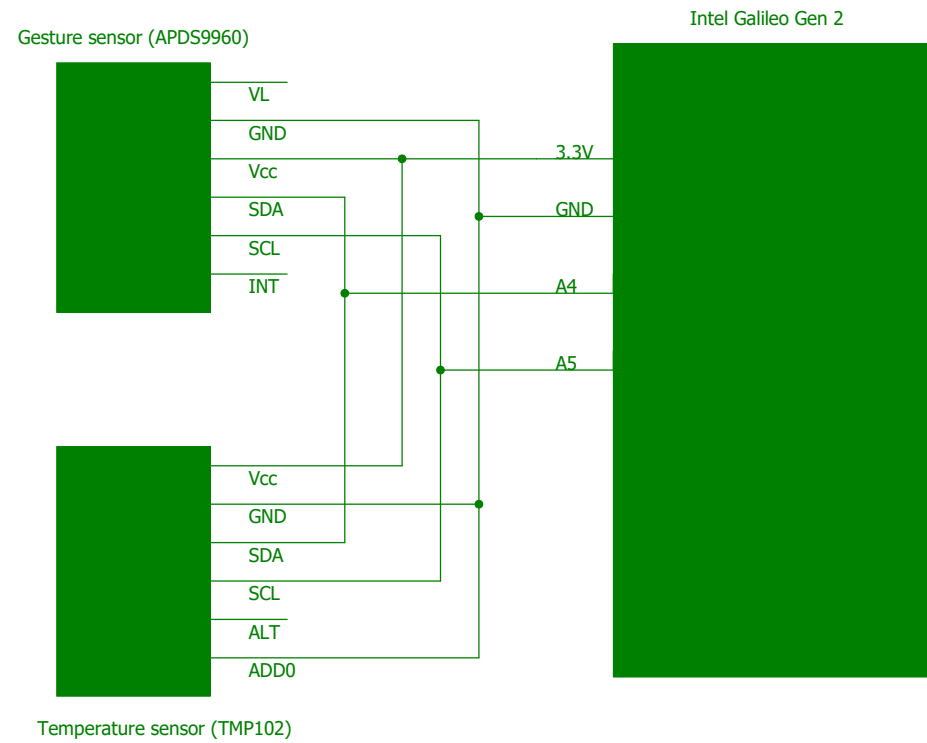 Intel Galileo Gen 2
Gesture sensor (APDS9960)
VL
GND
Vcc
SDA
SCL
INT
3.3V
GND
A4
A5
Vcc
GND
SDA
SCL
ALT
ADD0
Temperature sensor (TMP102)